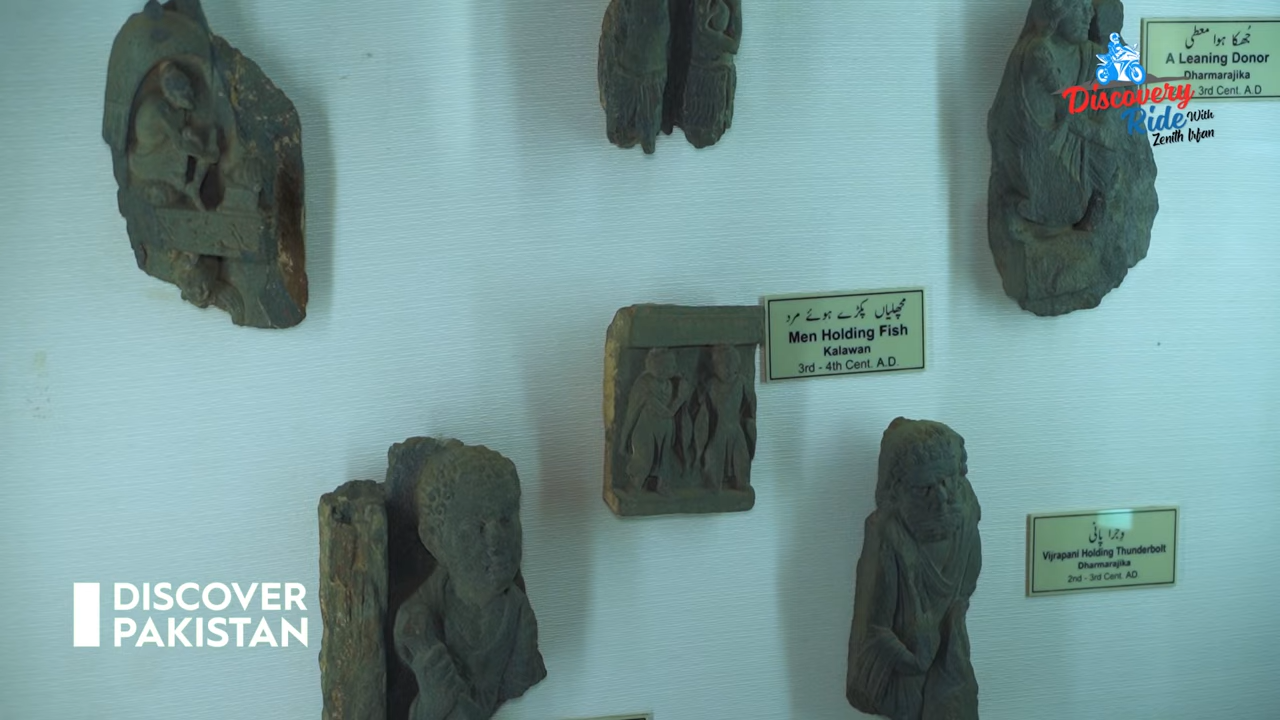 جھکا ہوا معطی
A Leaning Donor
Dharmarajika
3rd Cent. A.D
Discovery
Ride With
Zenith Irfan
مچھلیاں پکڑے ہوئے مرد
Men Holding Fish
Kalawan
3rd - 4th Cent. A.D.
وجرا پانی
Vijrapani Holding Thunderbolt
Dharmarajika
2nd - 3rd Cent. AD
DISCOVER
PAKISTAN